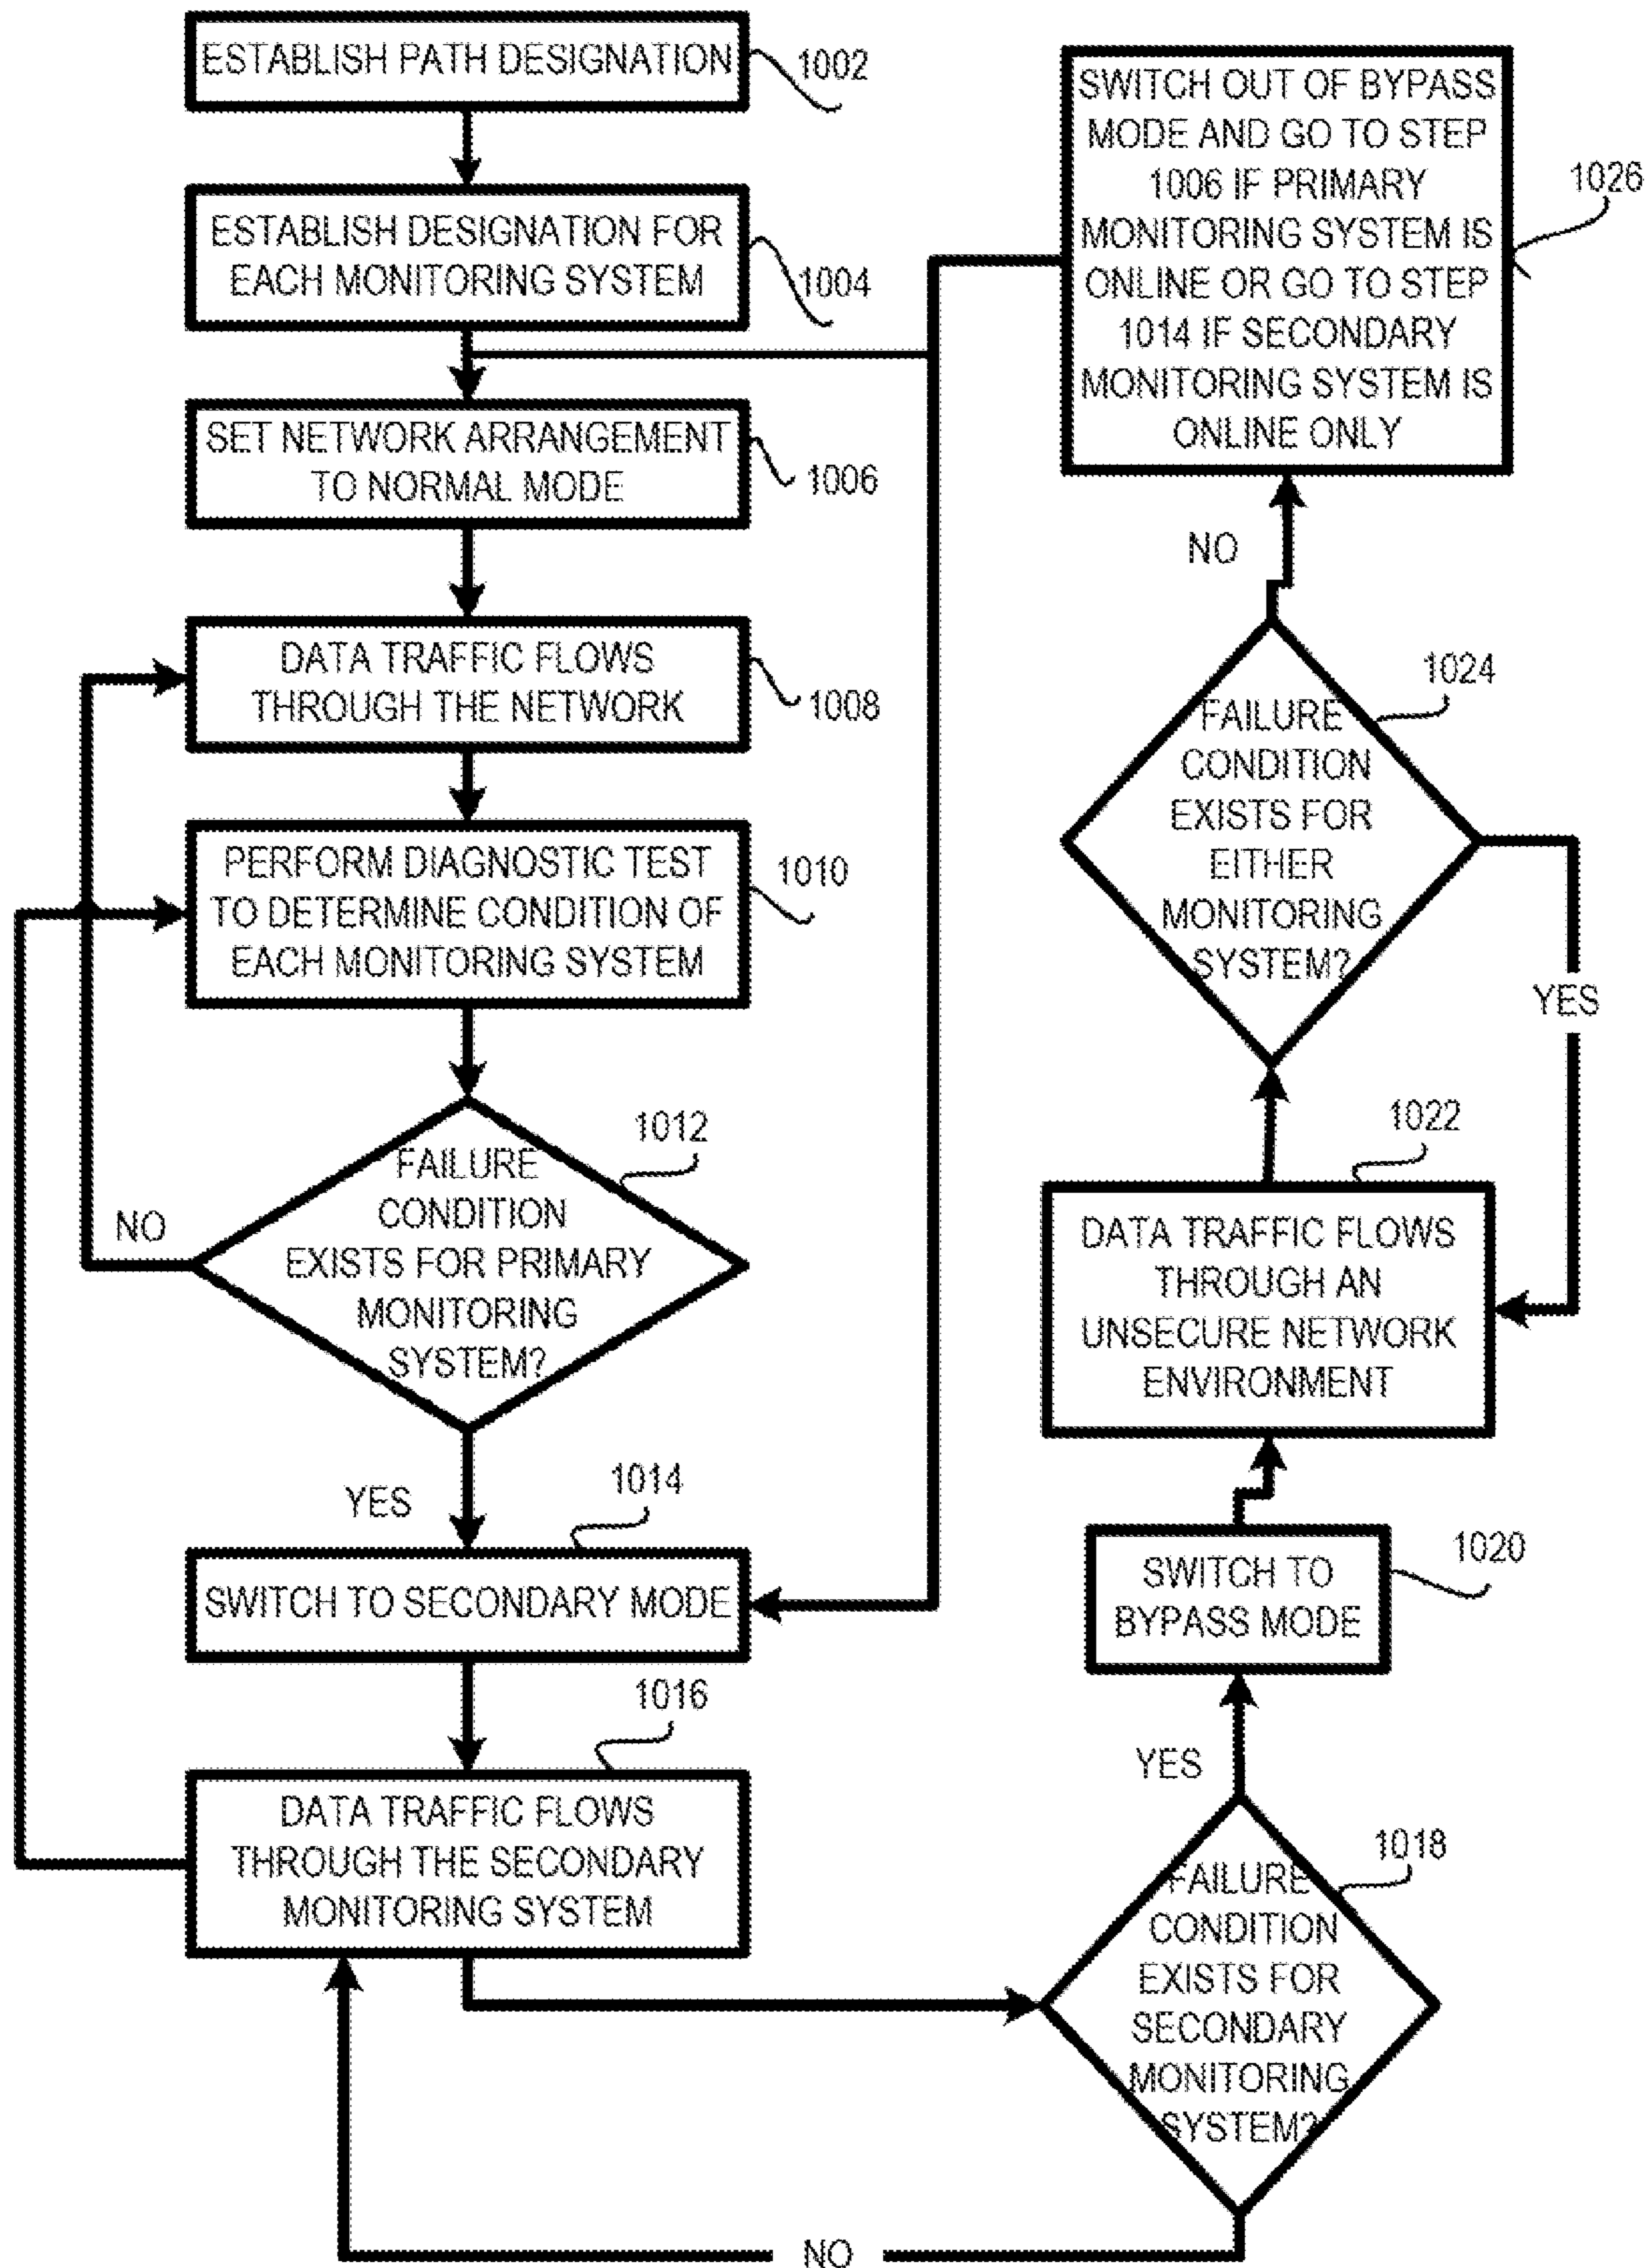 ESTABLISH PATH DESIGNATION
1002
ESTABLISH DESIGNATION FOR
EACH MONITORING SYSTEM
1004
SET NETWORK ARRANGEMENT
TO NORMAL MODE
1006
DATA TRAFFIC FLOWS
THROUGH THE NETWORK
1008
PERFORM DIAGNOSTIC TEST
TO DETERMINE CONDITION OF
EACH MONITORING SYSTEM
1010
1012
FAILURE
CONDITION
EXISTS FOR PRIMARY
MONITORING
SYSTEM?
NO
YES
1014
SWITCH TO SECONDARY MODE
1016
DATA TRAFFIC FLOWS
THROUGH THE SECONDARY
MONITORING SYSTEM
1018
FAILURE
CONDITION
EXISTS FOR
SECONDARY
MONITORING
SYSTEM?
NO
YES
1020
SWITCH TO
BYPASS MODE
1022
DATA TRAFFIC FLOWS
THROUGH AN
UNSECURE NETWORK
ENVIRONMENT
1024
FAILURE
CONDITION
EXISTS FOR
EITHER
MONITORING
SYSTEM?
YES
NO
SWITCH OUT OF BYPASS
MODE AND GO TO STEP
1006 IF PRIMARY
MONITORING SYSTEM IS
ONLINE OR GO TO STEP
1014 IF SECONDARY
MONITORING SYSTEM IS
ONLINE ONLY
1026